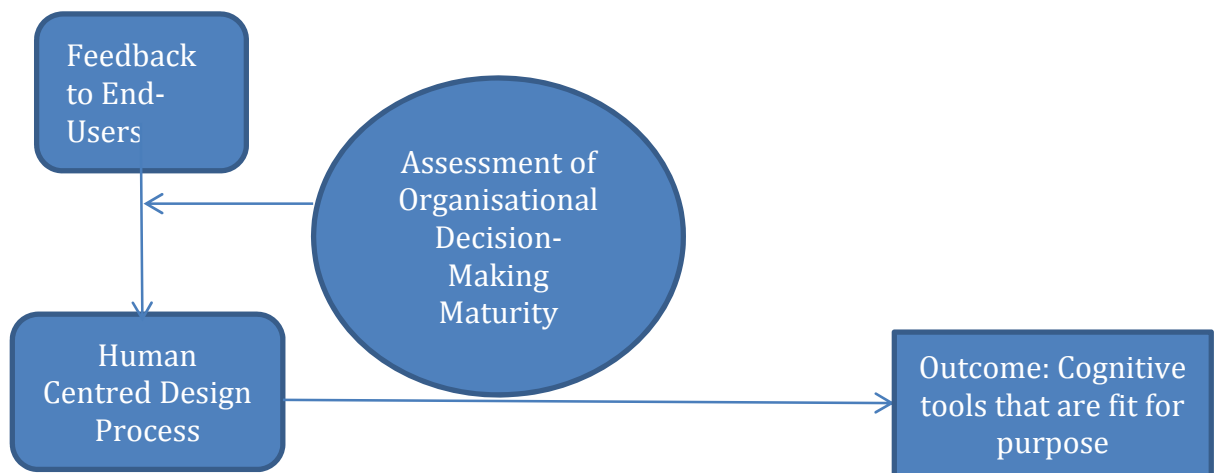 Feedback
to End-
Users
Assessment of
Organisational
Decision-
Making
Maturity
Human
Centred Design
Process
Outcome: Cognitive
tools that are fit for
purpose